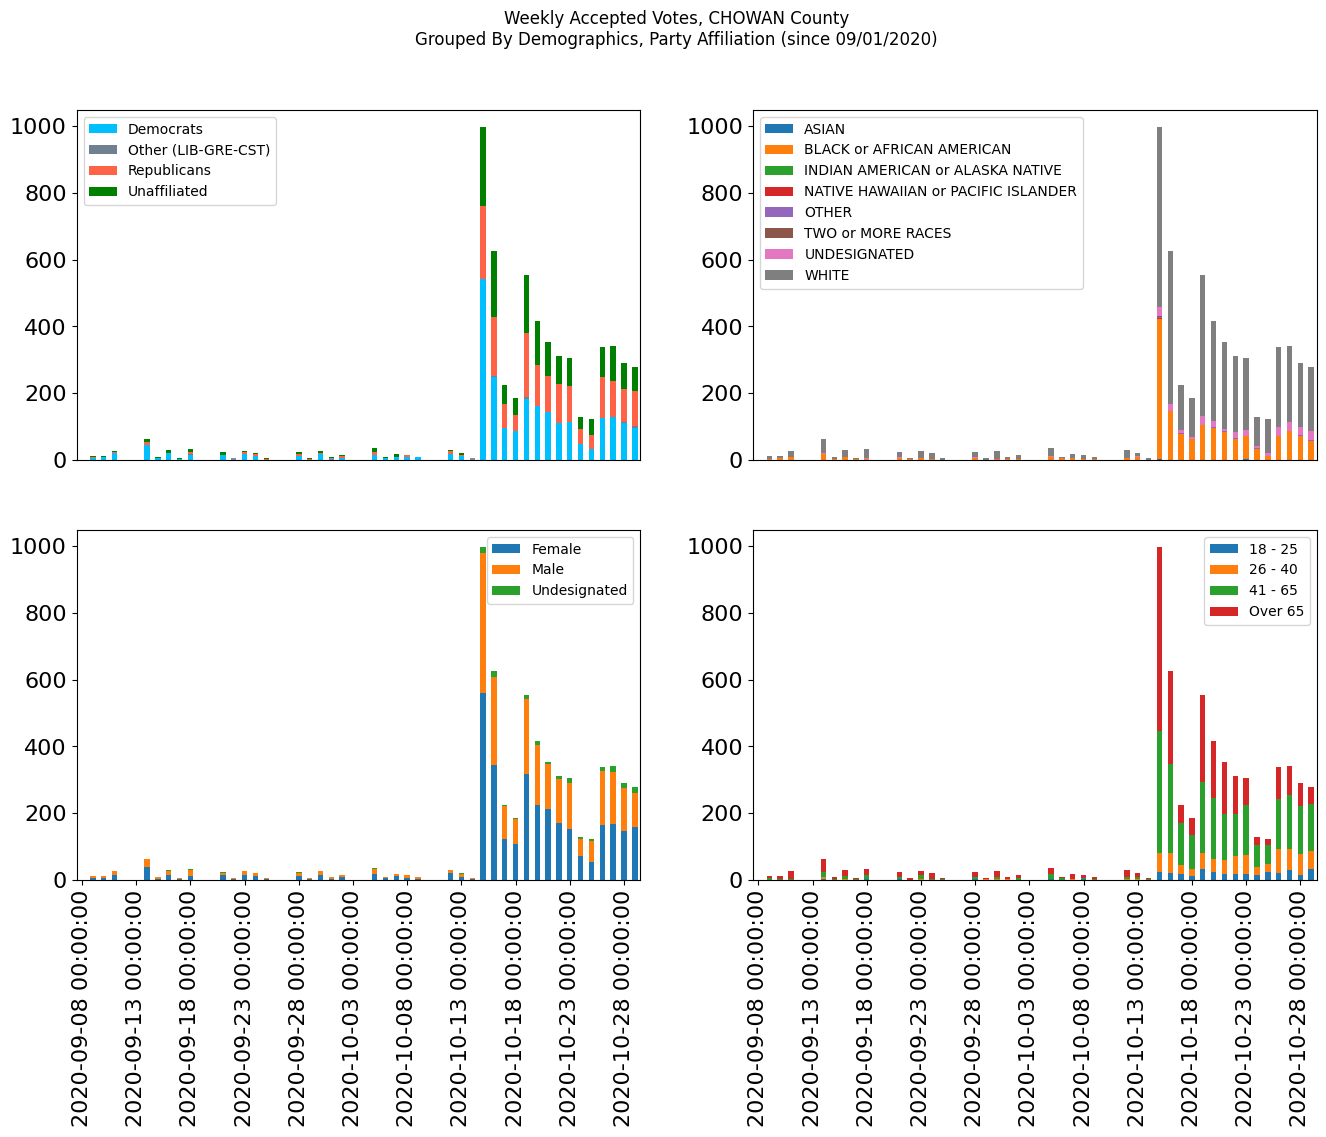 Weekly Accepted Votes, CHOWAN County
Grouped By Demographics, Party Affiliation (since 09/01/2020)
1000
800
600
400
200
0
Democrats
Other (LIB-GRE-CST)
Republicans
Unaffiliated
1000
800
600
400
200
0
ASIAN
BLACK or AFRICAN AMERICAN
INDIAN AMERICAN or ALASKA NATIVE
NATIVE HAWAIIAN or PACIFIC ISLANDER
OTHER
TWO or MORE RACES
UNDESIGNATED
WHITE
1000
800
600
400
200
0
Female
Male
Undesignated
2020-09-08 00:00:00
2020-09-13 00:00:00
2020-09-18 00:00:00
2020-09-23 00:00:00
2020-09-28 00:00:00
2020-10-03 00:00:00
2020-10-08 00:00:00
2020-10-13 00:00:00
2020-10-18 00:00:00
2020-10-23 00:00:00
2020-10-28 00:00:00
1000
800
600
400
200
0
18 - 25
26 - 40
41 - 65
Over 65
2020-09-08 00:00:00
2020-09-13 00:00:00
2020-09-18 00:00:00
2020-09-23 00:00:00
2020-09-28 00:00:00
2020-10-03 00:00:00
2020-10-08 00:00:00
2020-10-13 00:00:00
2020-10-18 00:00:00
2020-10-23 00:00:00
2020-10-28 00:00:00